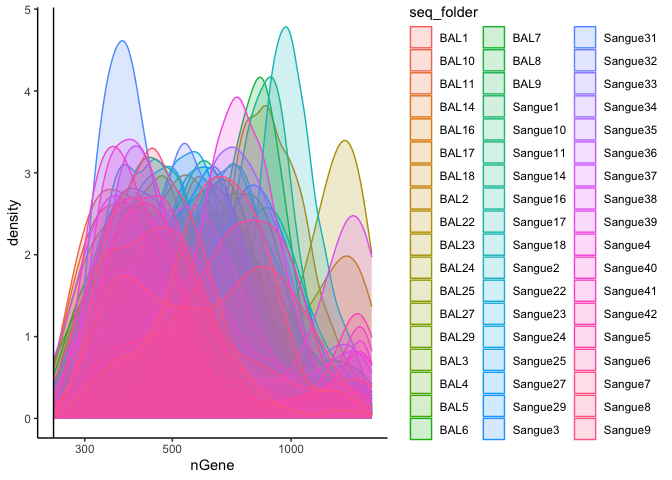 seq_folder
BAL1
BAL10
BAL11
BAL14
BAL16
BAL17
BAL18
BAL2
BAL22
BAL23
BAL24
BAL25
BAL27
BAL29
BAL3
BAL4
BAL5
BAL6
BAL7
BAL8
BAL9
Sangue1
Sangue10
Sangue11
Sangue14
Sangue16
Sangue17
Sangue18
Sangue2
Sangue22
Sangue23
Sangue24
Sangue25
Sangue27
Sangue29
Sangue3
Sangue31
Sangue32
Sangue33
Sangue34
Sangue35
Sangue36
Sangue37
Sangue38
Sangue39
Sangue4
Sangue40
Sangue41
Sangue42
Sangue5
Sangue6
Sangue7
Sangue8
Sangue9
density
5
4
3
2
1
0
300 500 1000
nGene